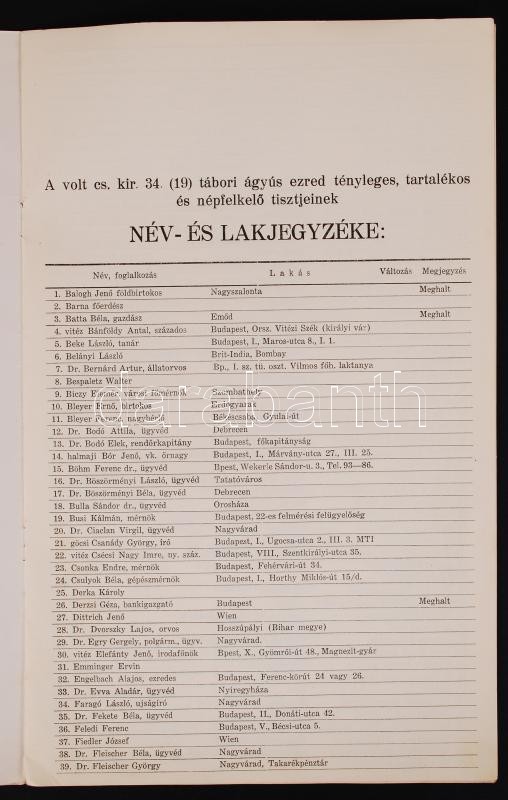 A volt cs. kir. 34. (19) tábori ágyús ezred tényleges, tartalékos
és népfelkelő tisztjeinek
NÉV- ÉS LAKJEGYZÉKE:
Név, foglalkozás Lakás Változás Megjegyzés
1. Balogh Jenő földbirtokos Nagyszalonta Meghalt
2. Barna főerdész
3. Batta Béla, gazdász Emőd Meghalt
4. vitéz Bánföldy Antal, százados Budapest, Orsz. Vitézi Szék (királyi vár)
5. Beke László, tanár Budapest, I., Maros-utca 8., I. 1.
6. Belányi László Brit-India, Bombay
7. Dr. Bernárd Artur, állatorvos Bp., I. sz. tü. oszt. Vilmos főh. laktanya
8. Bespaletz Walter
9. Biczy Elemér, városi főmérnök Szombathely
10. Bleyer Ernő, birtokos Erdőgyarak
11. Bleyer Ferenc, nagybérlő Békéscsaba, Gyulai-út
12. Dr. Bodó Attila, ügyvéd Debrecen
13. Dr. Bodó Elek, rendőrkapitány Budapest, főkapitányság
14. halmaji Bór Jenő, vk. őrnagy Budapest, I., Márvány-utca 27., III. 25.
15. Böhm Ferenc dr., ügyvéd Bpest, Wekerle Sándor-u. 3., Tel. 93—86.
16. Dr. Böszörményi László, ügyvéd Tatatóváros
17. Dr. Böszörményi Béla, ügyvéd Debrecen
18. Bulla Sándor dr., ügyvéd Orosháza
19. Busi Kálmán, mérnök Budapest, 22-es felmérési felügyelőség
20. Dr. Ciaclan Virgil, ügyvéd Nagyvárad
21. göcsi Csanády György, író Budapest, I., Ugocsa-utca 2., III. 3. MTI
22. vitéz Csécsi Nagy Imre, ny. száz. Budapest, VIII., Szentkirályi-utca 35.
23. Csonka Endre, mérnök Budapest, Fehérvári-út 34.
24. Csulyok Béla, gépészmérnök Budapest, I., Horthy Miklós-út 15/d.
25. Derka Károly
26. Derzsi Géza, bankigazgató Budapest Meghalt
27. Dittrich Jenő Wien
28. Dr. Dvorszky Lajos, orvos Hosszúpályi (Bihar megye)
29. Dr. Egry Gergely, polgárm., ügyv. Nagyvárad.
30. vitéz Elefánty Jenő, irodafőnök Bpest, X., Gyömrői-út 48., Magnezit-gyár
31. Emminger Ervin
32. Engelbach Alajos, ezredes Budapest, Ferenc-körút 24 vagy 26.
33. Dr. Evva Aladár, ügyvéd Nyíregyháza
34. Faragó László, ujságíró Nagyvárad
35. Dr. Fekete Béla, ügyvéd Budapest, II., Donáti-utca 42.
36. Feledi Ferenc Budapest, V., Bécsi-utca 5.
37. Fiedler József Wien
38. Dr. Fleischer Béla, ügyvéd Nagyvárad
39. Dr. Fleischer György Nagyvárad, Takarékpénztár
darabanth